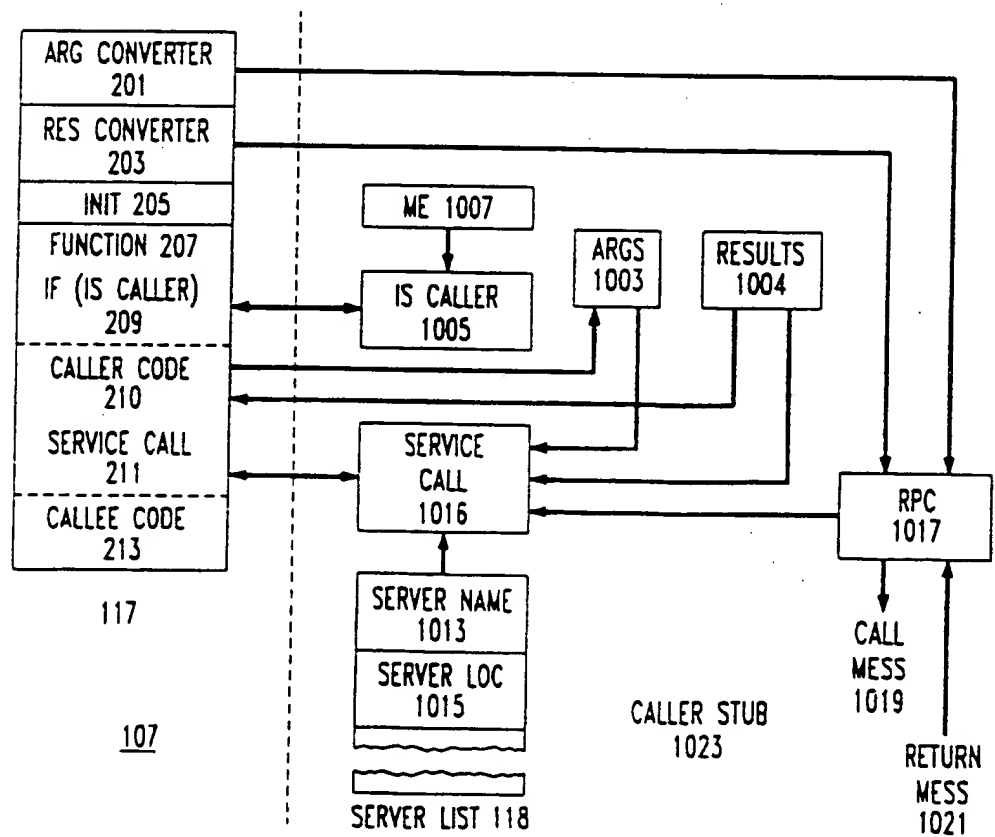 ARG CONVERTER
201
RES CONVERTER
203
INIT 205
FUNCTION 207
IF (IS CALLER)
209
CALLER CODE
210
SERVICE CALL
211
CALLEE CODE
213
117
107
ME 1007
IS CALLER
1005
ARGS
1003
RESULTS
1004
SERVICE
CALL
1016
SERVER NAME
1013
SERVER LOC
1015
SERVER LIST 118
RPC
1017
CALL
MESS
1019
CALLER STUB
1023
RETURN
MESS
1021